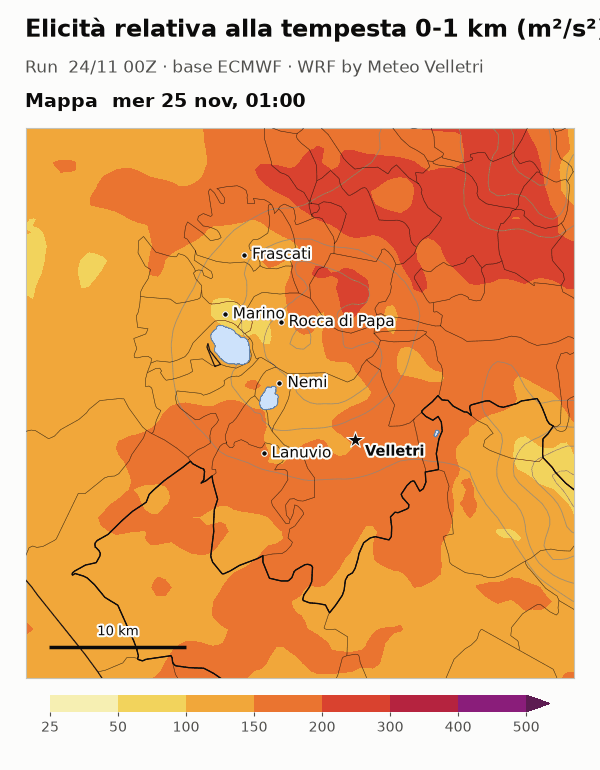 Elicità relativa alla tempesta 0-1 km (m²/s²)
Run 24/11 00Z · base ECMWF · WRF by Meteo Velletri
Mappa mer 25 nov, 01:00
Frascati
Marino
Rocca di Papa
Nemi
Velletri
Lanuvio
10 km
25 50 100 150 200 300 400 500